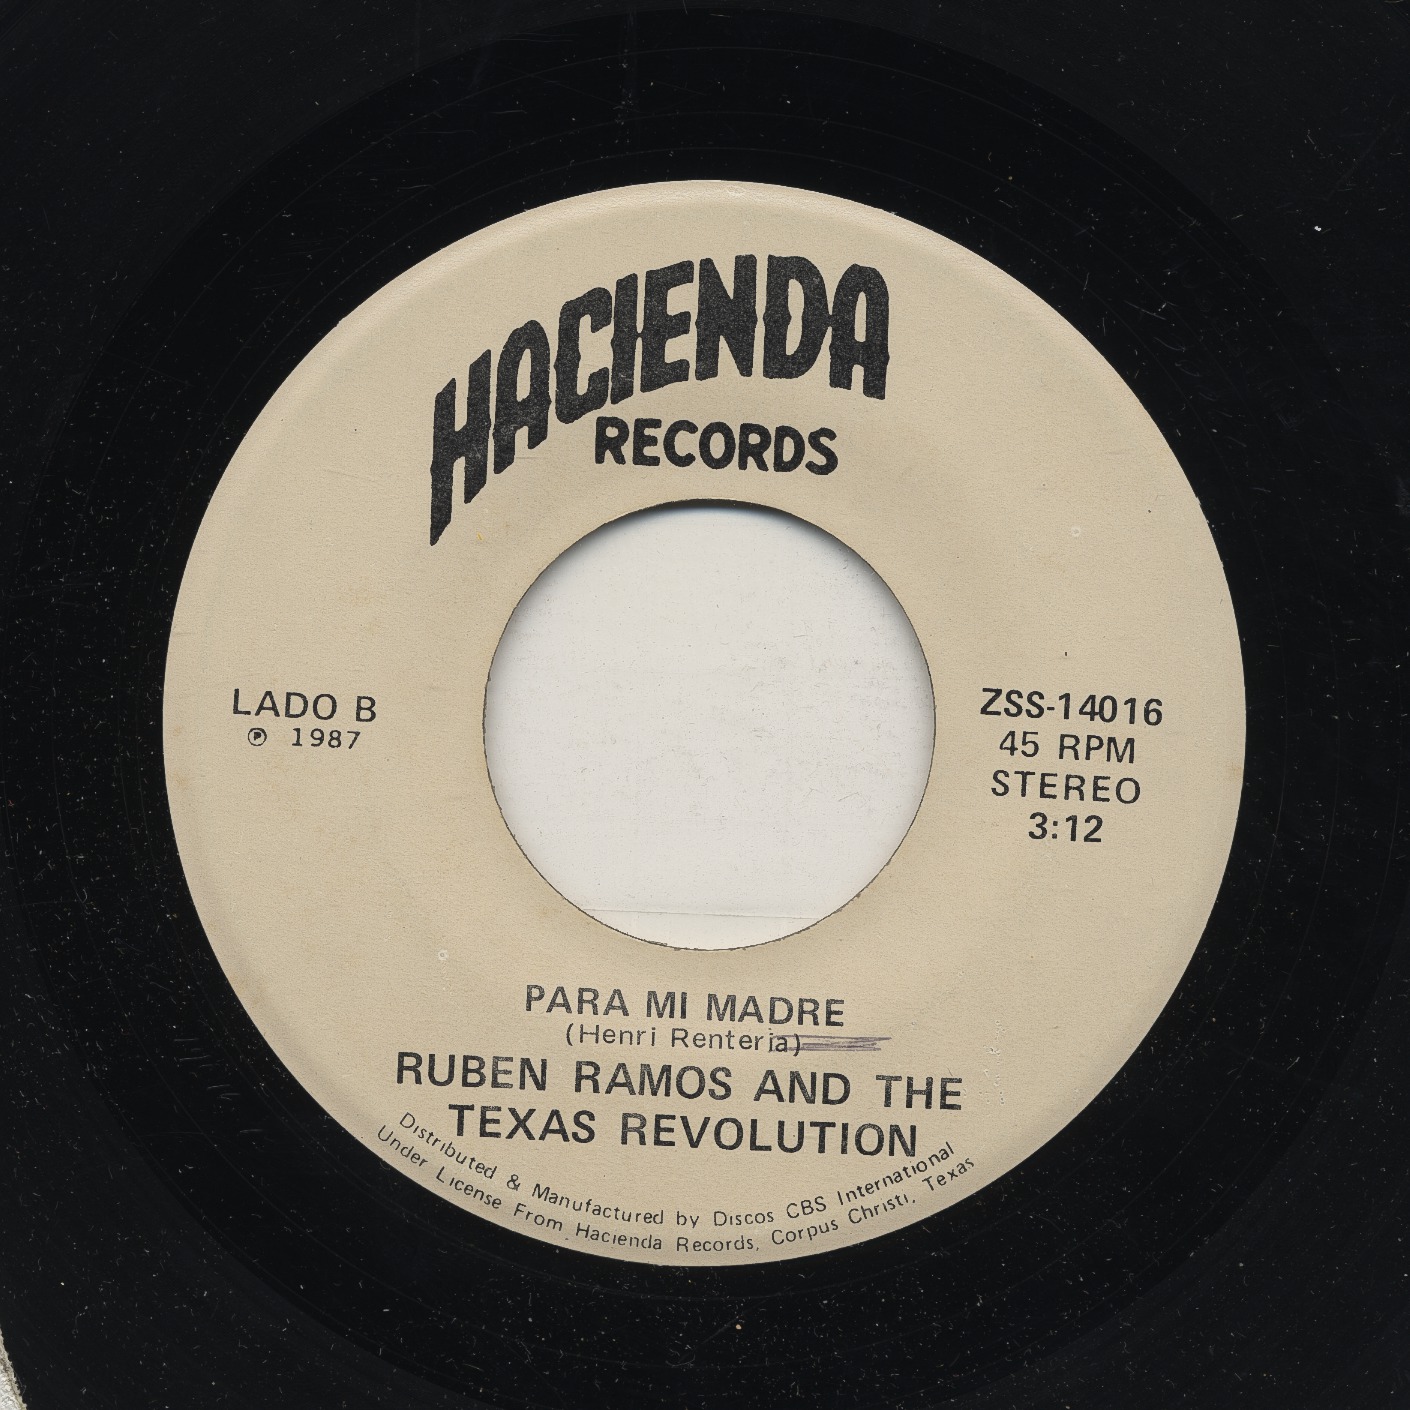 HACIENDA
RECORDS
LADO B
℗ 1987
ZSS-14016
45 RPM
STEREO
3:12
PARA MI MADRE
(Henri Renteria)
RUBEN RAMOS AND THE
TEXAS REVOLUTION
Distributed & Manufactured by Discos CBS International
Under License From Hacienda Records, Corpus Christi, Texas